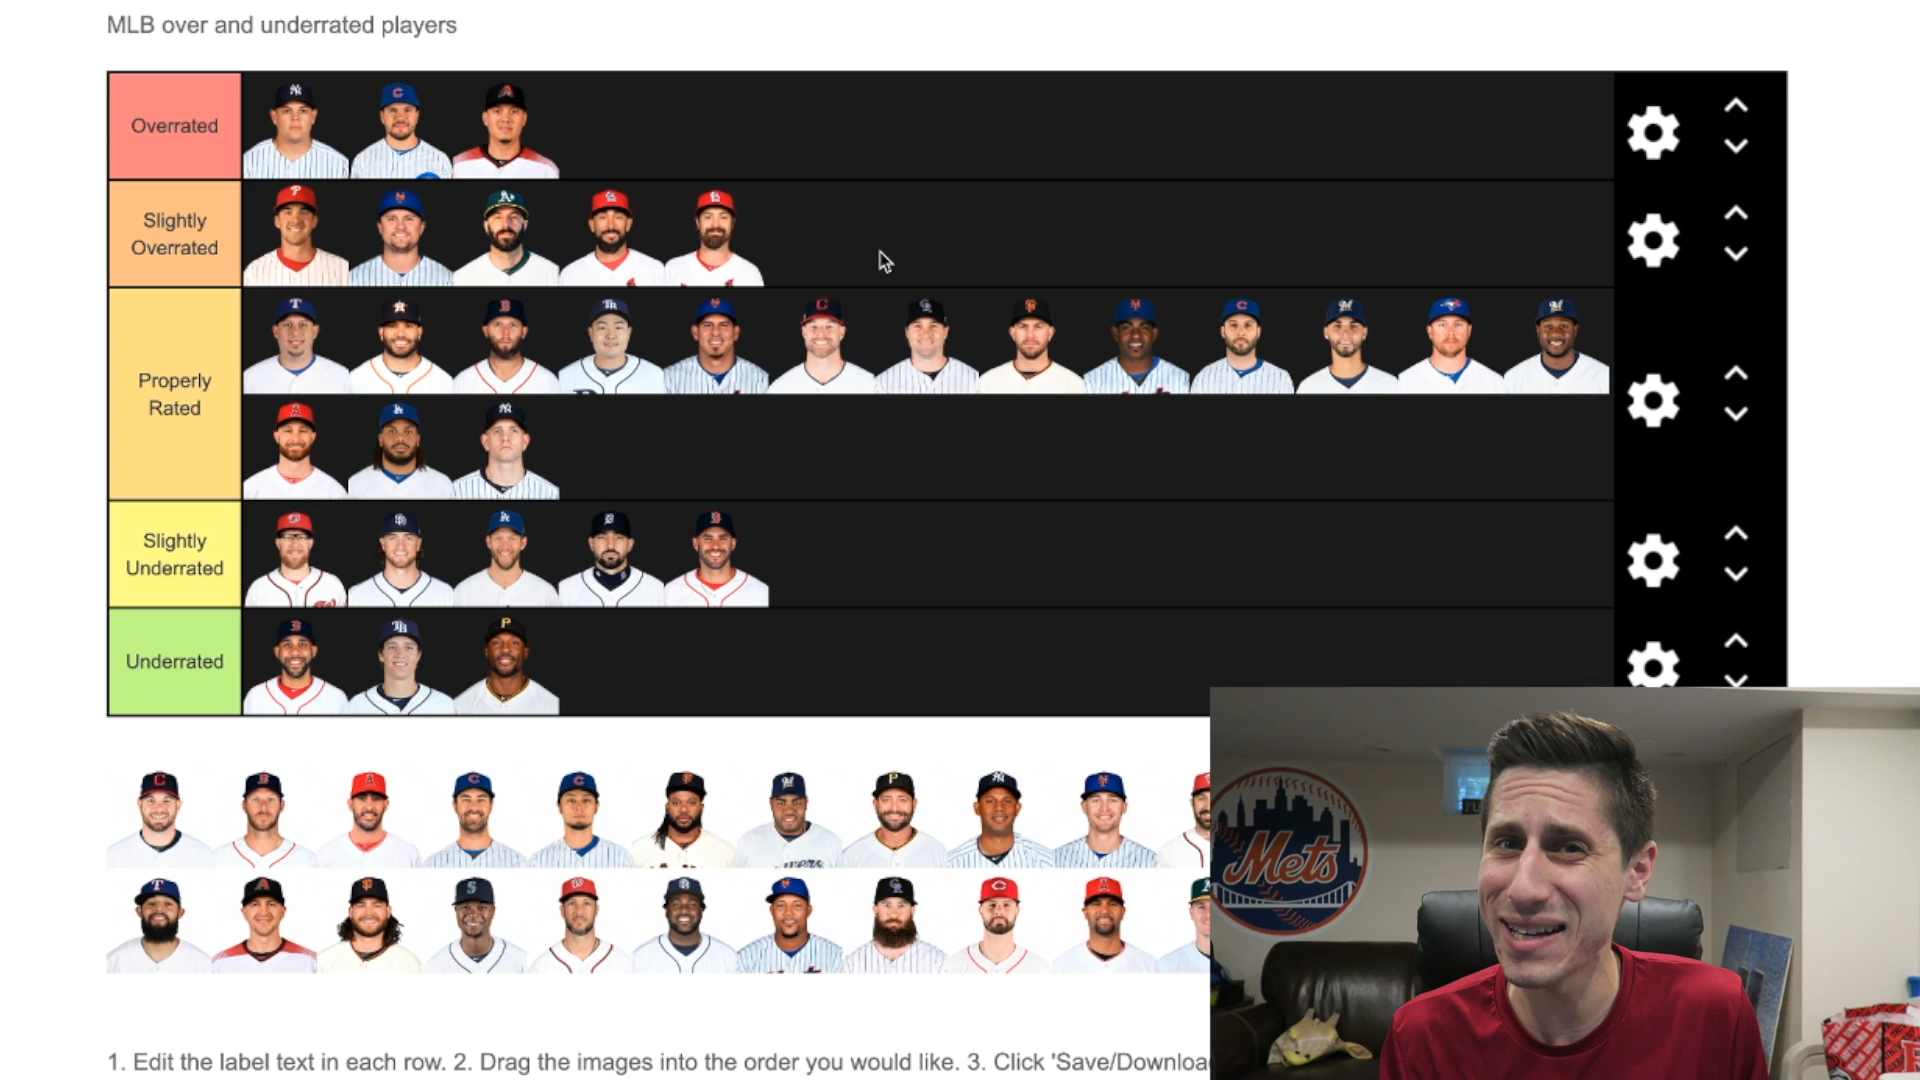 MLB over and underrated players
Overrated
Slightly
Overrated
Properly
Rated
Slightly
Underrated
Underrated
Mets
1. Edit the label text in each row. 2. Drag the images into the order you would like. 3. Click 'Save/Downloa